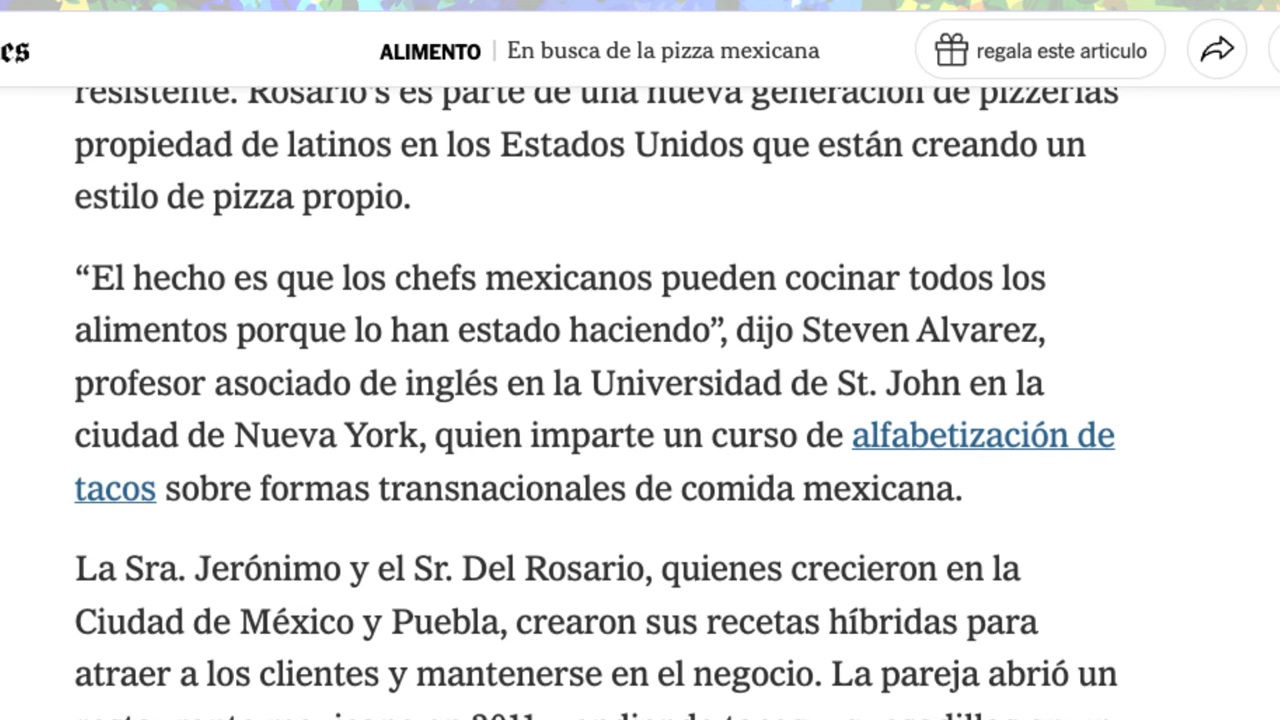 es
ALIMENTO | En busca de la pizza mexicana
regala este articulo
resistente. Rosario's es parte de una nueva generación de pizzerías
propiedad de latinos en los Estados Unidos que están creando un
estilo de pizza propio.
“El hecho es que los chefs mexicanos pueden cocinar todos los
alimentos porque lo han estado haciendo”, dijo Steven Alvarez,
profesor asociado de inglés en la Universidad de St. John en la
ciudad de Nueva York, quien imparte un curso de alfabetización de
tacos sobre formas transnacionales de comida mexicana.
La Sra. Jerónimo y el Sr. Del Rosario, quienes crecieron en la
Ciudad de México y Puebla, crearon sus recetas híbridas para
atraer a los clientes y mantenerse en el negocio. La pareja abrió un